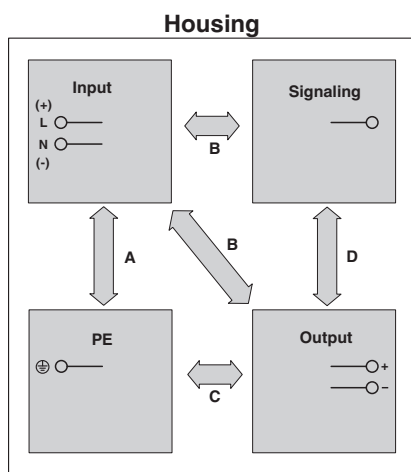 Housing
Input
(+)
L
N
(-)
Signaling
B
A
B
D
PE
Output
+
–
C